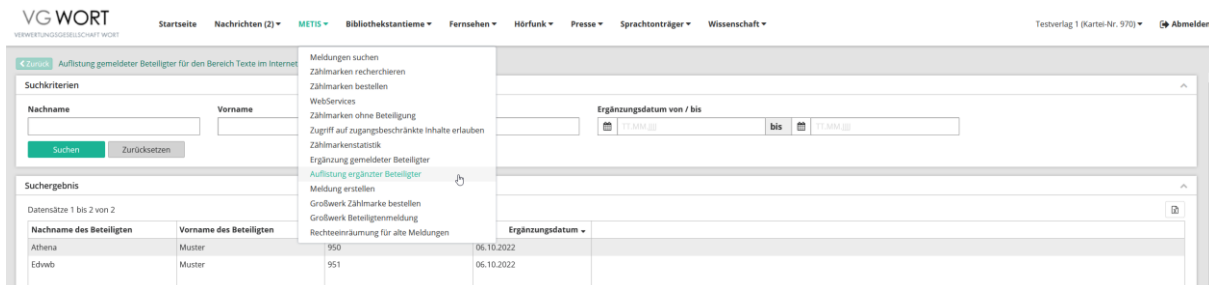 VG WORT
VERWERTUNGSGESELLSCHAFT WORT
Startseite Nachrichten (2) METIS Bibliothekstantieme Fernsehen Hörfunk Presse Sprachtonträger Wissenschaft Testverlag 1 (Kartei-Nr. 970) Abmelden
Zurück Auflistung gemeldeter Beteiligter für den Bereich Texte im Internet
Meldungen suchen
Zählmarken recherchieren
Zählmarken bestellen
WebServices
Zählmarken ohne Beteiligung
Zugriff auf zugangsbeschränkte Inhalte erlauben
Zählmarkenstatistik
Ergänzung gemeldeter Beteiligter
Auflistung ergänzter Beteiligter
Meldung erstellen
Großwerk Zählmarke bestellen
Großwerk Beteiligtenmeldung
Rechteeinräumung für alte Meldungen
Suchkriterien
Nachname Vorname Ergänzungsdatum von / bis
TT.MM.JJJJ bis TT.MM.JJJJ
Suchen Zurücksetzen
Suchergebnis
Datensätze 1 bis 2 von 2
Nachname des Beteiligten Vorname des Beteiligten Ergänzungsdatum
Athena Muster 950 06.10.2022
Edvwb Muster 951 06.10.2022